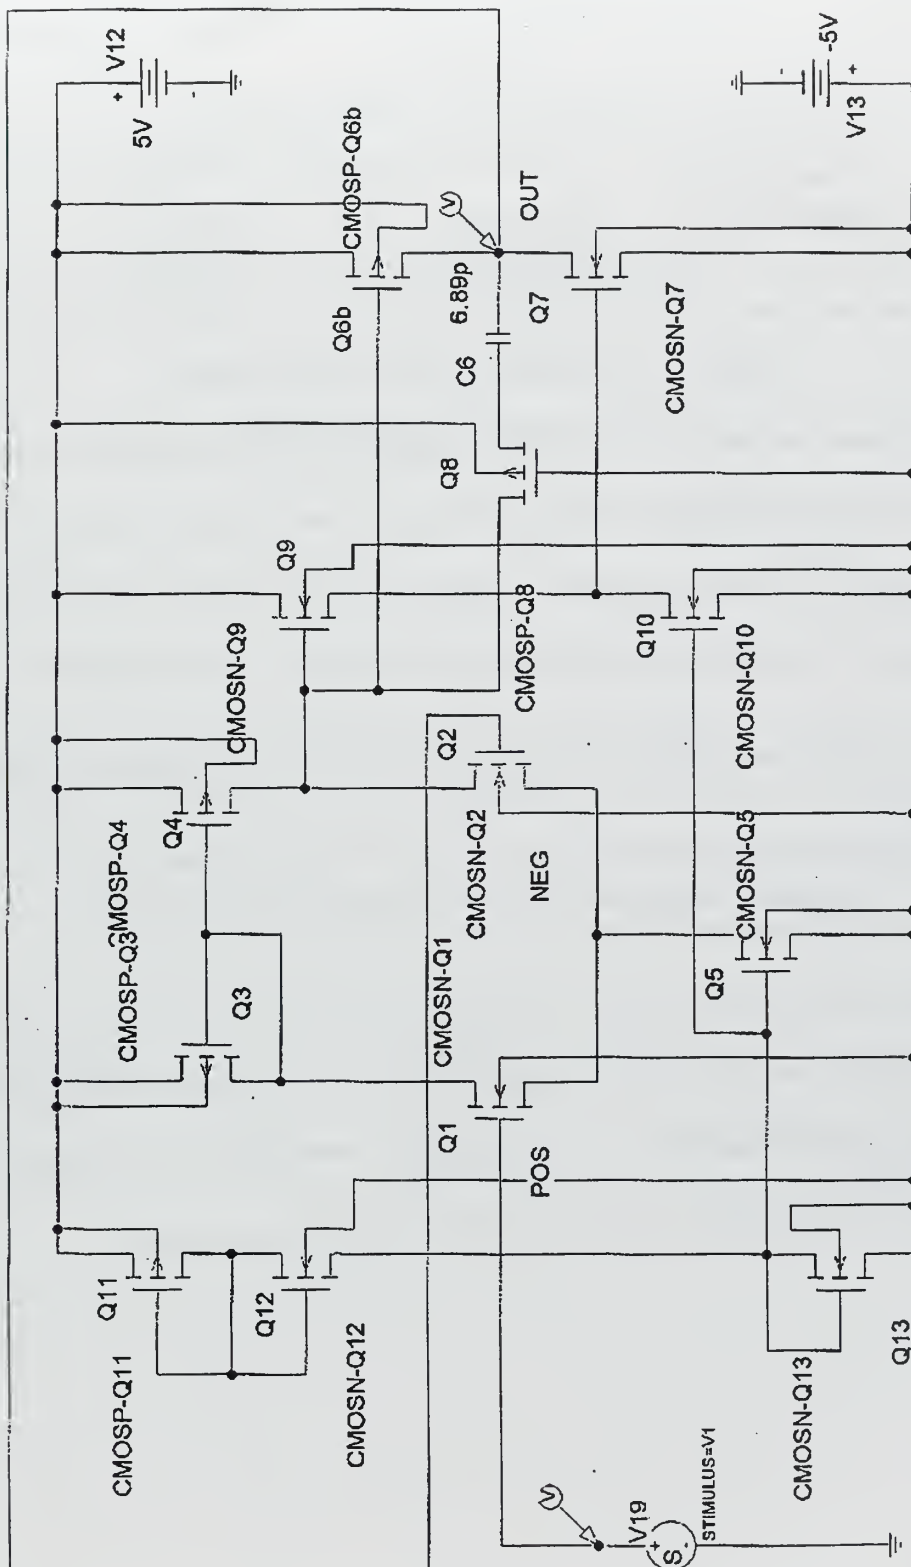 V12
+
-
5V
-5V
-
+
V13
CMOSP-Q6b
Q6b
V
OUT
6.89p
C6
Q7
CMOSN-Q7
Q8
CMOSP-Q8
Q9
CMOSN-Q9
Q10
CMOSN-Q10
CMOSP-Q4
Q4
Q2
CMOSN-Q2
NEG
CMOSN-Q5
Q5
CMOSP-Q3
Q3
CMOSN-Q1
Q1
POS
Q11
CMOSP-Q11
Q12
CMOSN-Q12
CMOSN-Q13
Q13
V
V19
+
S
-
STIMULUS=V1